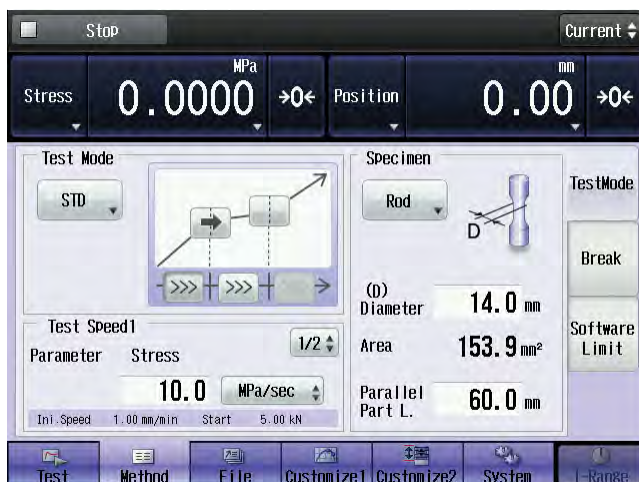 Stop
Current
Stress 0.0000 MPa →0← Position 0.00 mm →0←
Test Mode
STD
>>> >>>
Test Speed1
1/2
Parameter Stress
10.0 MPa/sec
Ini.Speed 1.00 mm/min Start 5.00 kN
Specimen
Rod
D
(D)
Diameter 14.0 mm
Area 153.9 mm²
Parallel
Part L. 60.0 mm
TestMode
Break
Software
Limit
Test Method File Customize1 Customize2 System I-Range